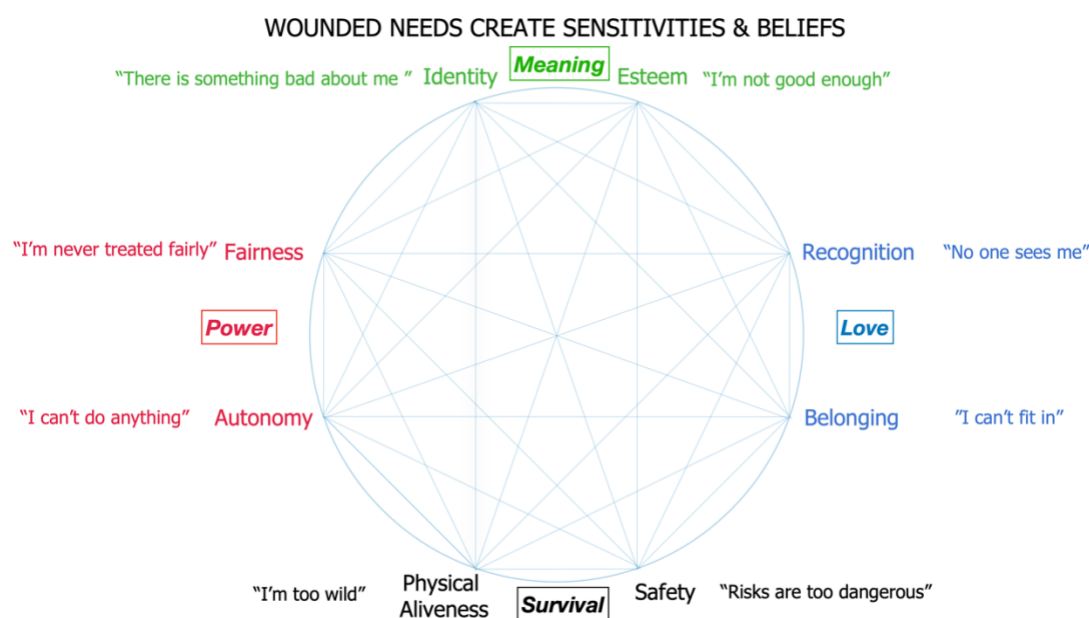 WOUNDED NEEDS CREATE SENSITIVITIES & BELIEFS
“There is something bad about me ” Identity Meaning Esteem “I’m not good enough”
“I’m never treated fairly” Fairness Recognition “No one sees me”
Power Love
“I can’t do anything” Autonomy Belonging ”I can’t fit in”
“I’m too wild” Physical
Aliveness Survival Safety “Risks are too dangerous”